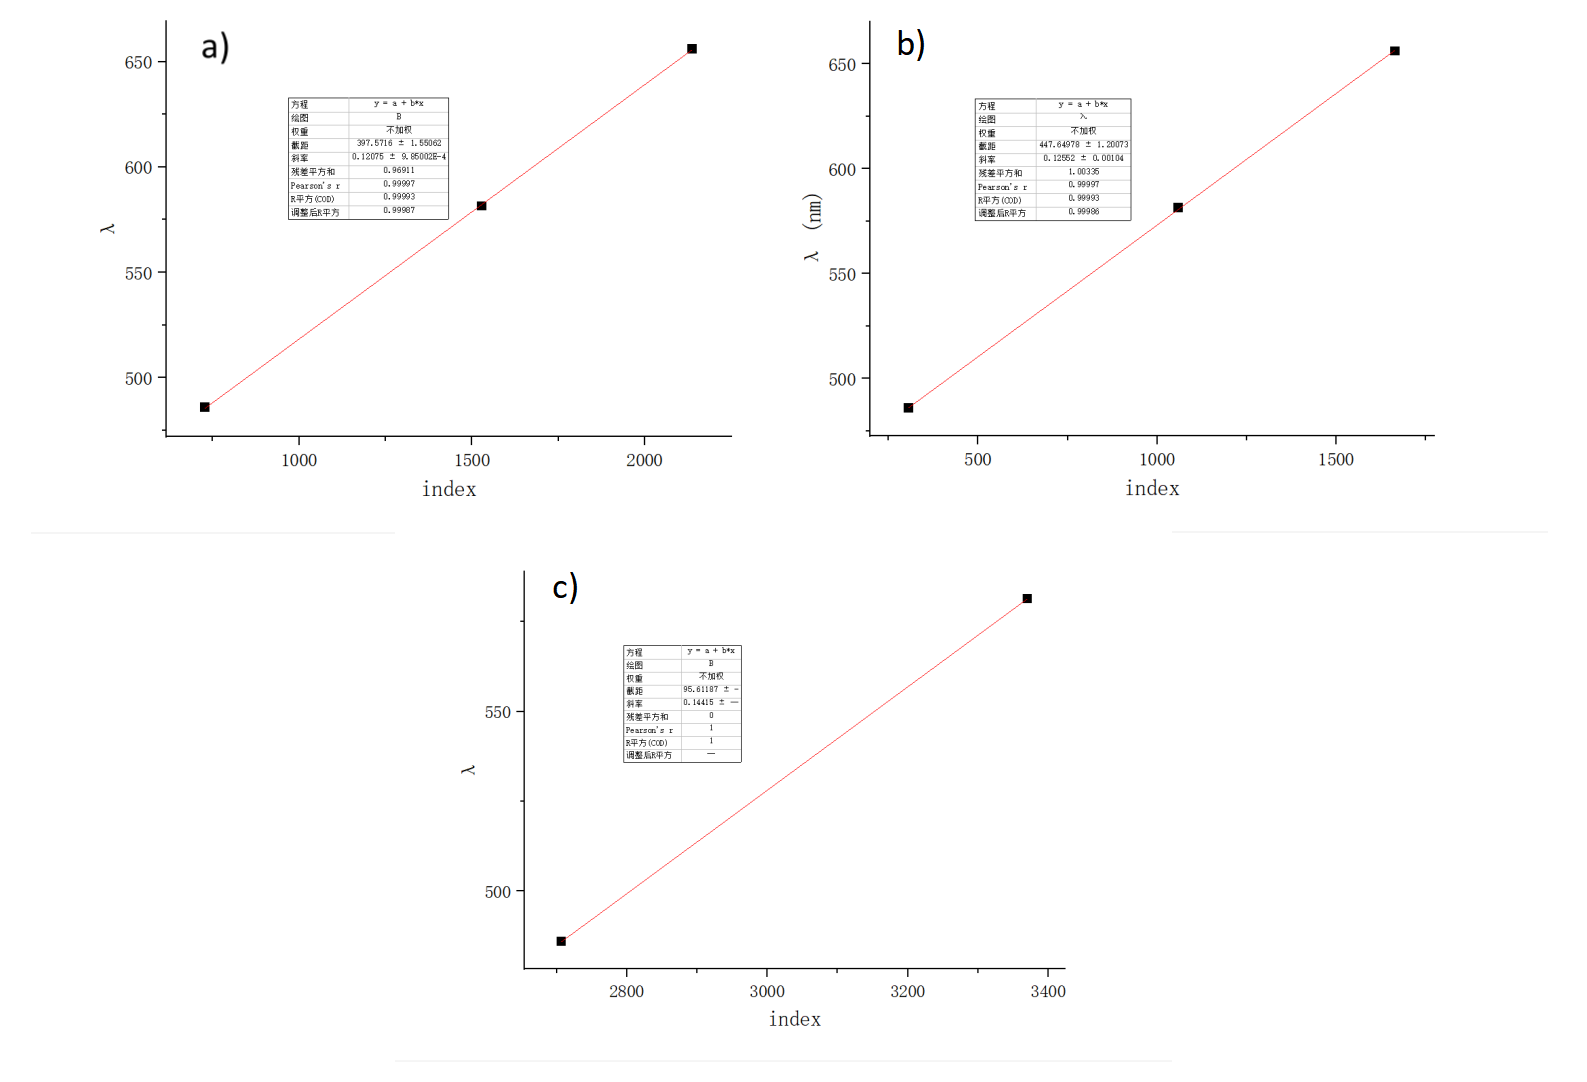 a)
650
600
550
500
λ
方程 y = a + b*x
绘图 B
权重 不加权
截距 397.5716 ± 1.55062
斜率 0.12075 ± 9.85002E-4
残差平方和 0.96911
Pearson's r 0.99997
R平方(COD) 0.99993
调整后R平方 0.99987
1000 1500 2000
index
b)
650
600
550
500
λ (nm)
方程 y = a + b*x
绘图 λ
权重 不加权
截距 447.64978 ± 1.20073
斜率 0.12552 ± 0.00104
残差平方和 1.00335
Pearson's r 0.99997
R平方(COD) 0.99993
调整后R平方 0.99986
500 1000 1500
index
c)
550
500
λ
方程 y = a + b*x
绘图 B
权重 不加权
截距 95.61187 ± -
斜率 0.14415 ± —
残差平方和 0
Pearson's r 1
R平方(COD) 1
调整后R平方 —
2800 3000 3200 3400
index